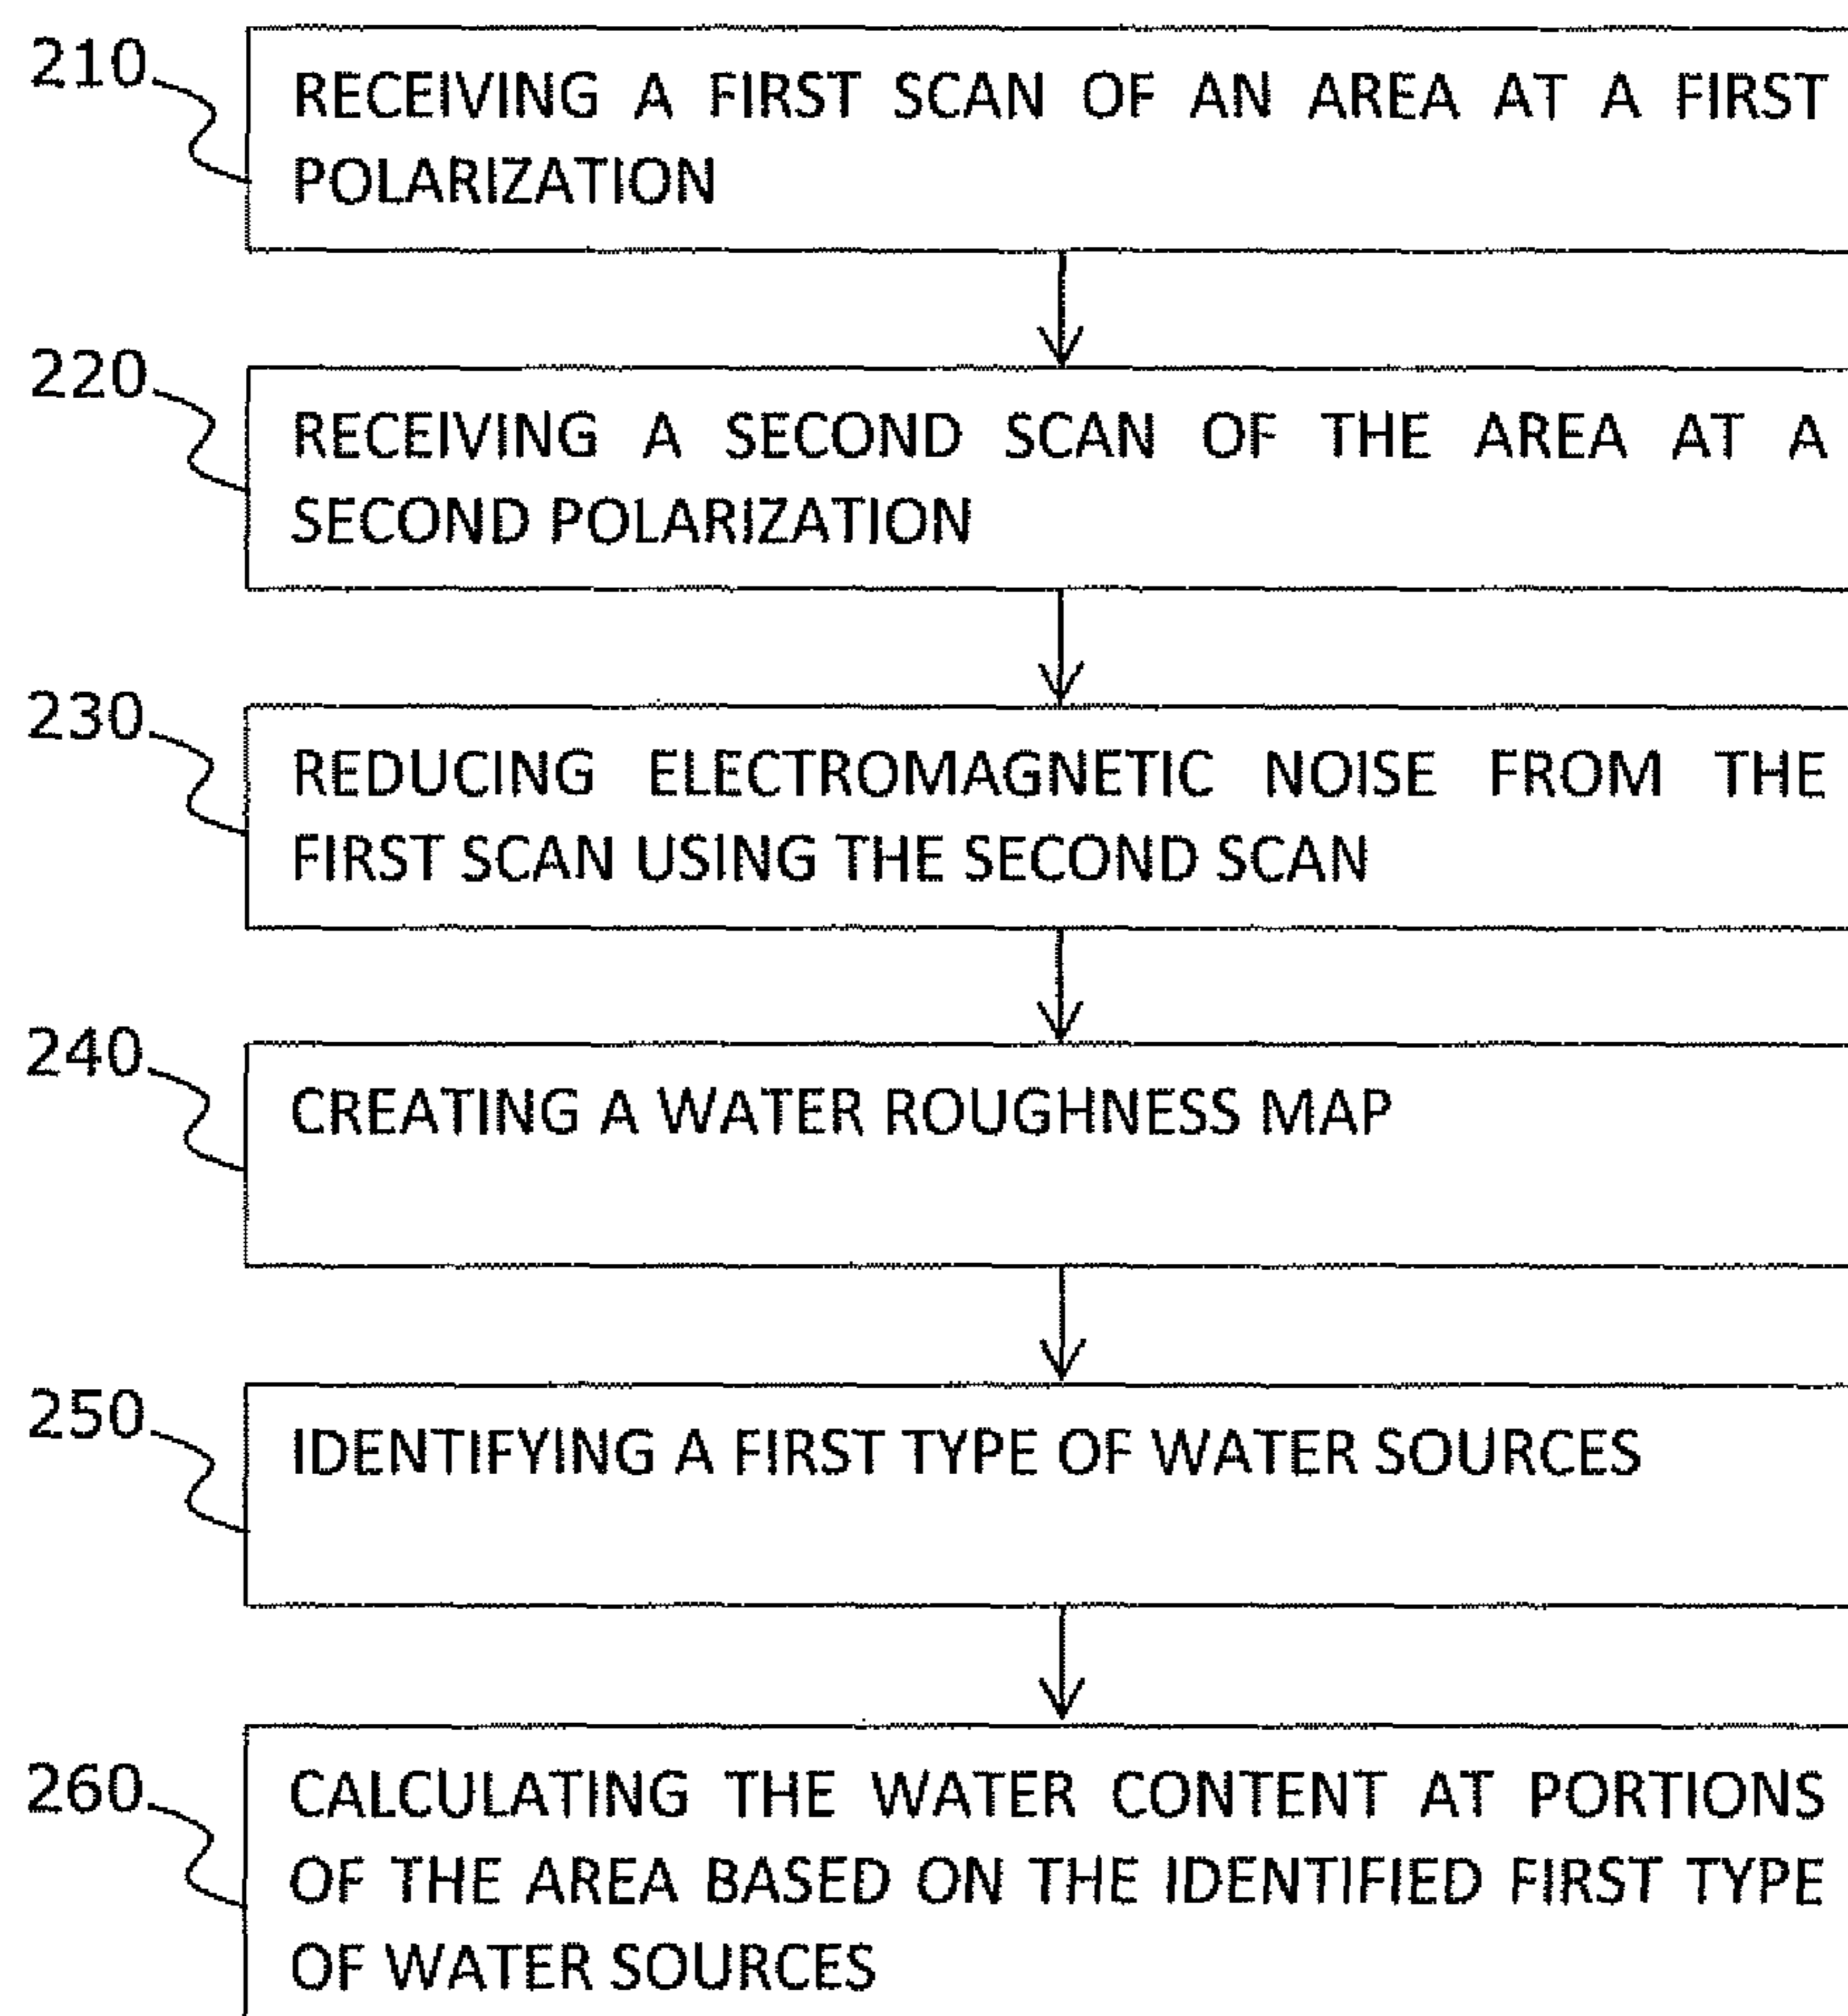 210
RECEIVING A FIRST SCAN OF AN AREA AT A FIRST
POLARIZATION
220
RECEIVING A SECOND SCAN OF THE AREA AT A
SECOND POLARIZATION
230
REDUCING ELECTROMAGNETIC NOISE FROM THE
FIRST SCAN USING THE SECOND SCAN
240
CREATING A WATER ROUGHNESS MAP
250
IDENTIFYING A FIRST TYPE OF WATER SOURCES
260
CALCULATING THE WATER CONTENT AT PORTIONS
OF THE AREA BASED ON THE IDENTIFIED FIRST TYPE
OF WATER SOURCES